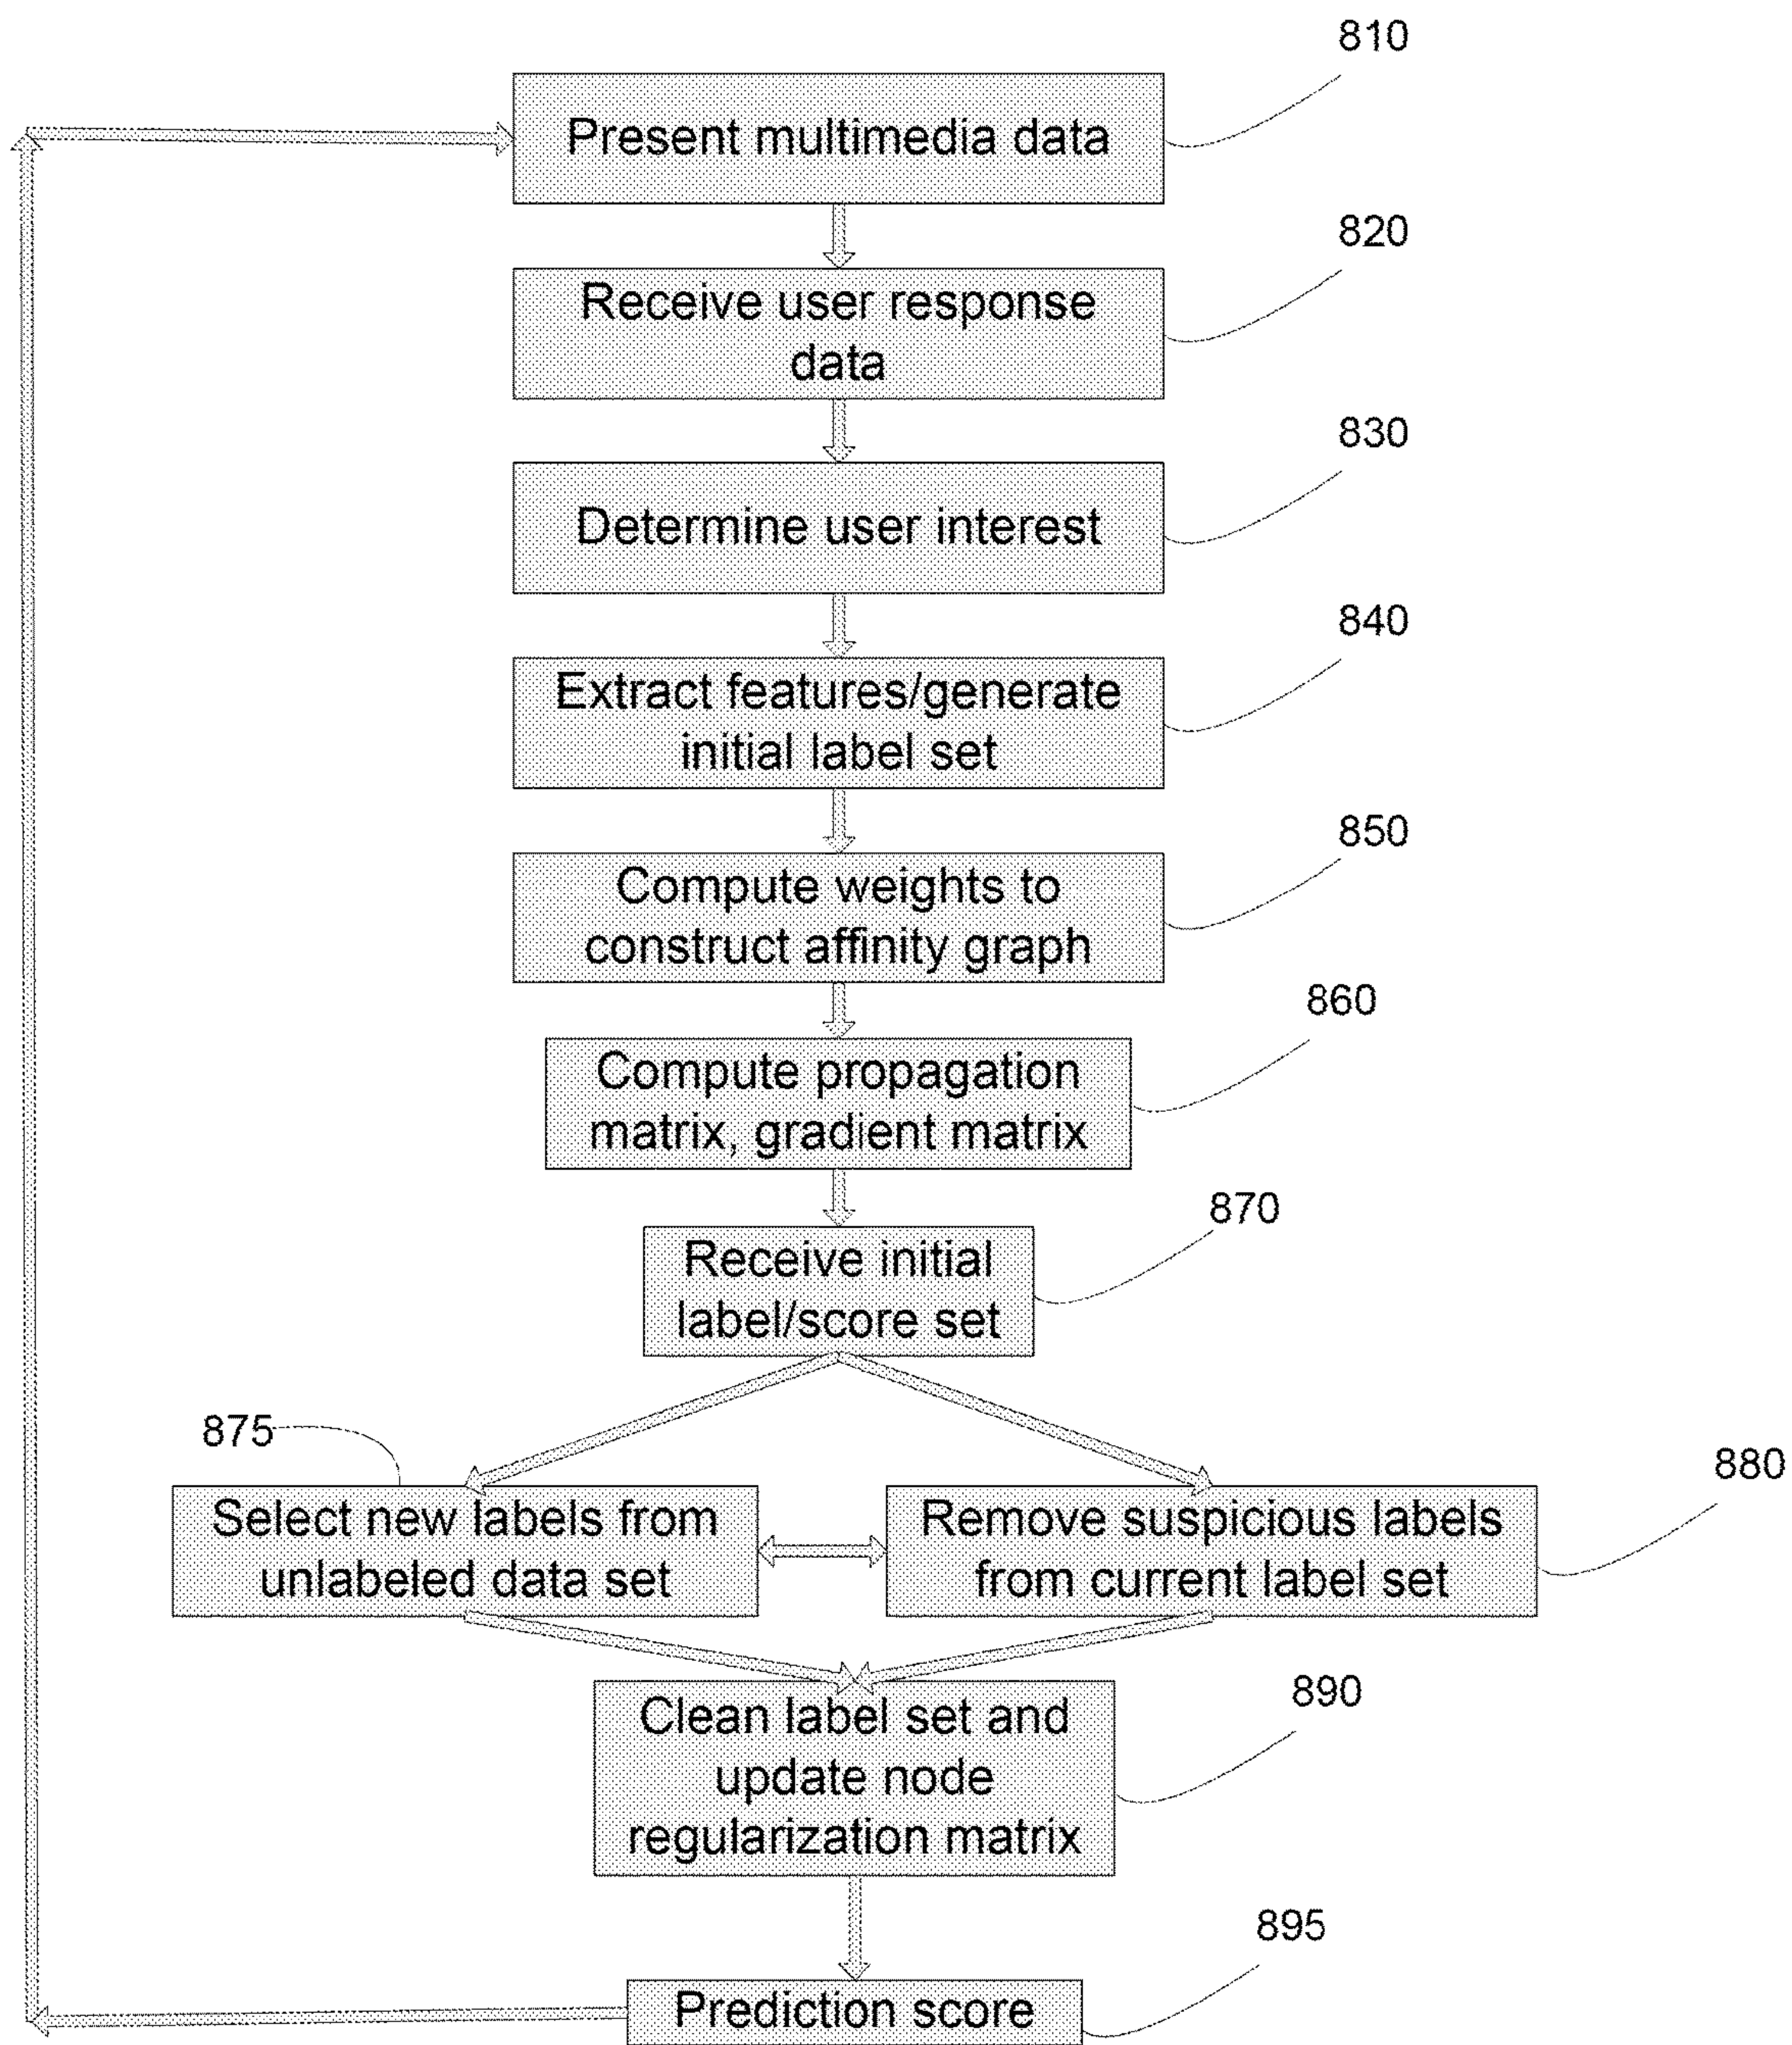 810
Present multimedia data
820
Receive user response
data
830
Determine user interest
840
Extract features/generate
initial label set
850
Compute weights to
construct affinity graph
860
Compute propagation
matrix, gradient matrix
870
Receive initial
label/score set
875
Select new labels from
unlabeled data set
880
Remove suspicious labels
from current label set
890
Clean label set and
update node
regularization matrix
895
Prediction score